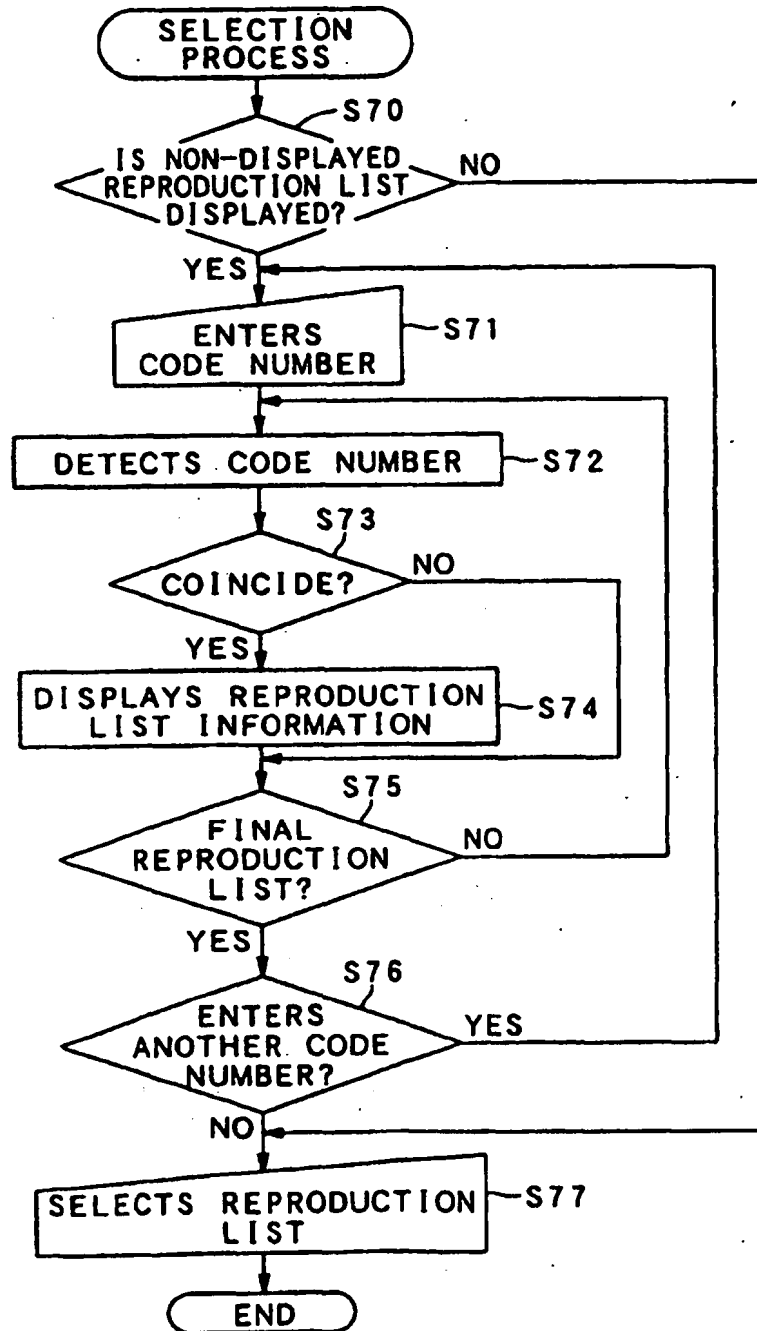 SELECTION
PROCESS
S70
IS NON-DISPLAYED
REPRODUCTION LIST
DISPLAYED?
NO
YES
ENTERS
CODE NUMBER
S71
DETECTS CODE NUMBER
S72
S73
COINCIDE?
NO
YES
DISPLAYS REPRODUCTION
LIST INFORMATION
S74
S75
FINAL
REPRODUCTION
LIST?
NO
YES
S76
ENTERS
ANOTHER CODE
NUMBER?
YES
NO
SELECTS REPRODUCTION
LIST
S77
END